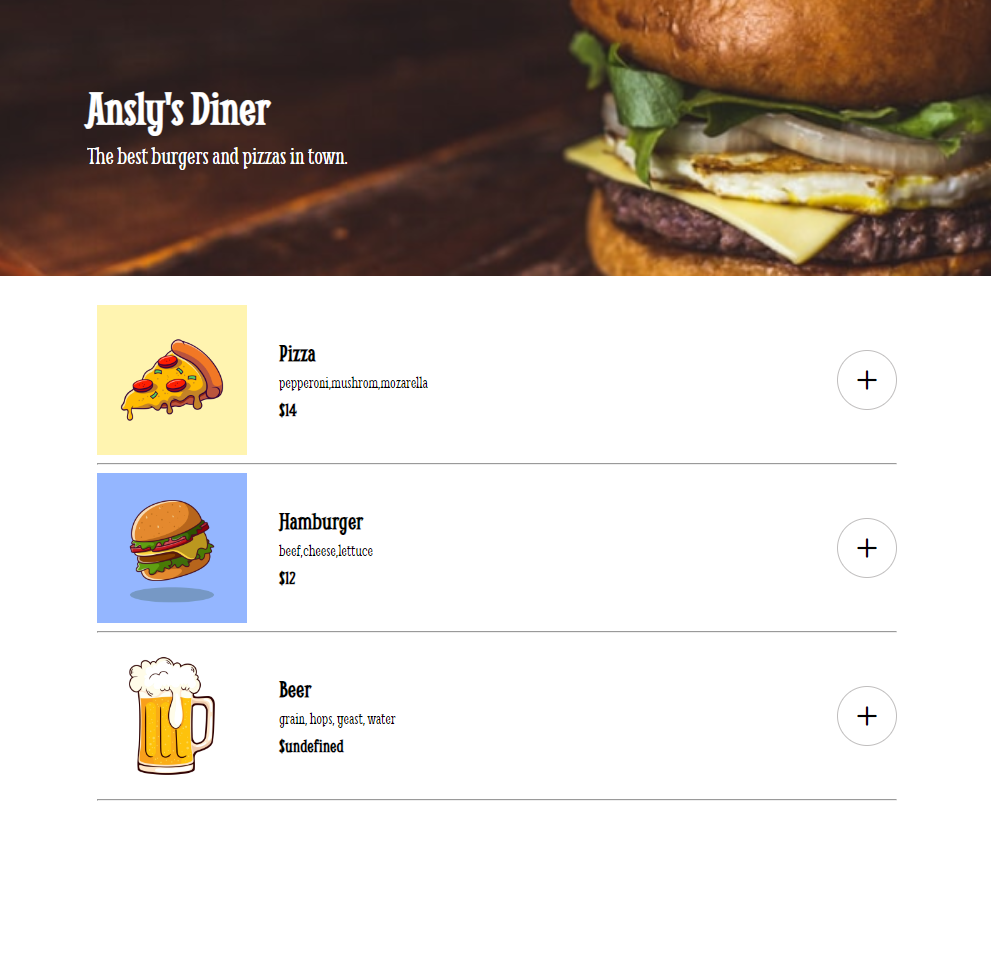 Ansly's Diner
The best burgers and pizzas in town.
Pizza
pepperoni,mushrom,mozarella
$14
Hamburger
beef,cheese,lettuce
$12
Beer
grain, hops, yeast, water
$undefined